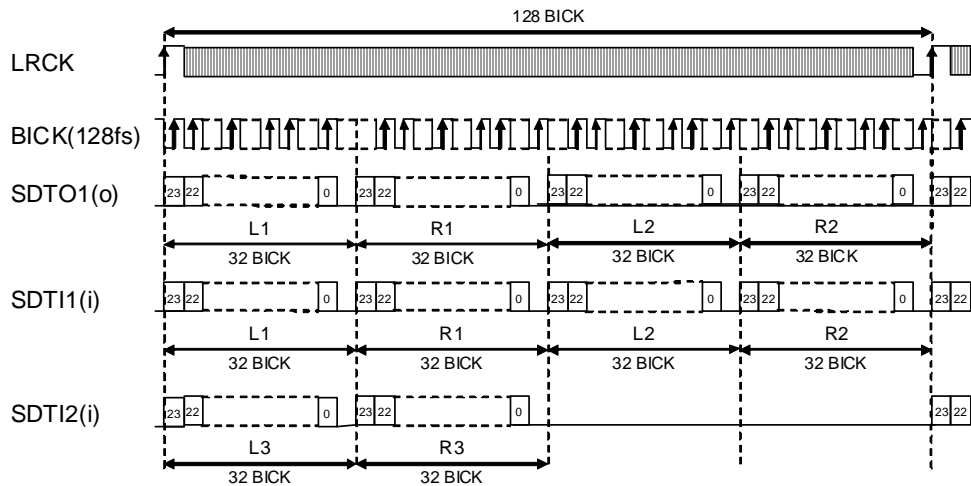 128 BICK
LRCK
BICK(128fs)
SDTO1(o)
23 22 0 23 22 0 23 22 0 23 22 0 23 22
L1 R1 L2 R2
32 BICK 32 BICK 32 BICK 32 BICK
SDTI1(i)
23 22 0 23 22 0 23 22 0 23 22 0 23 22
L1 R1 L2 R2
32 BICK 32 BICK 32 BICK 32 BICK
SDTI2(i)
23 22 0 23 22 0 23 22
L3 R3
32 BICK 32 BICK